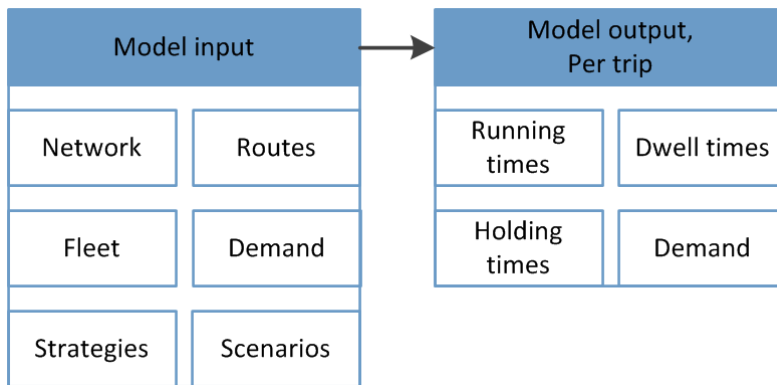 Model input
Model output,
Per trip
Network
Routes
Running
times
Dwell times
Fleet
Demand
Holding
times
Demand
Strategies
Scenarios